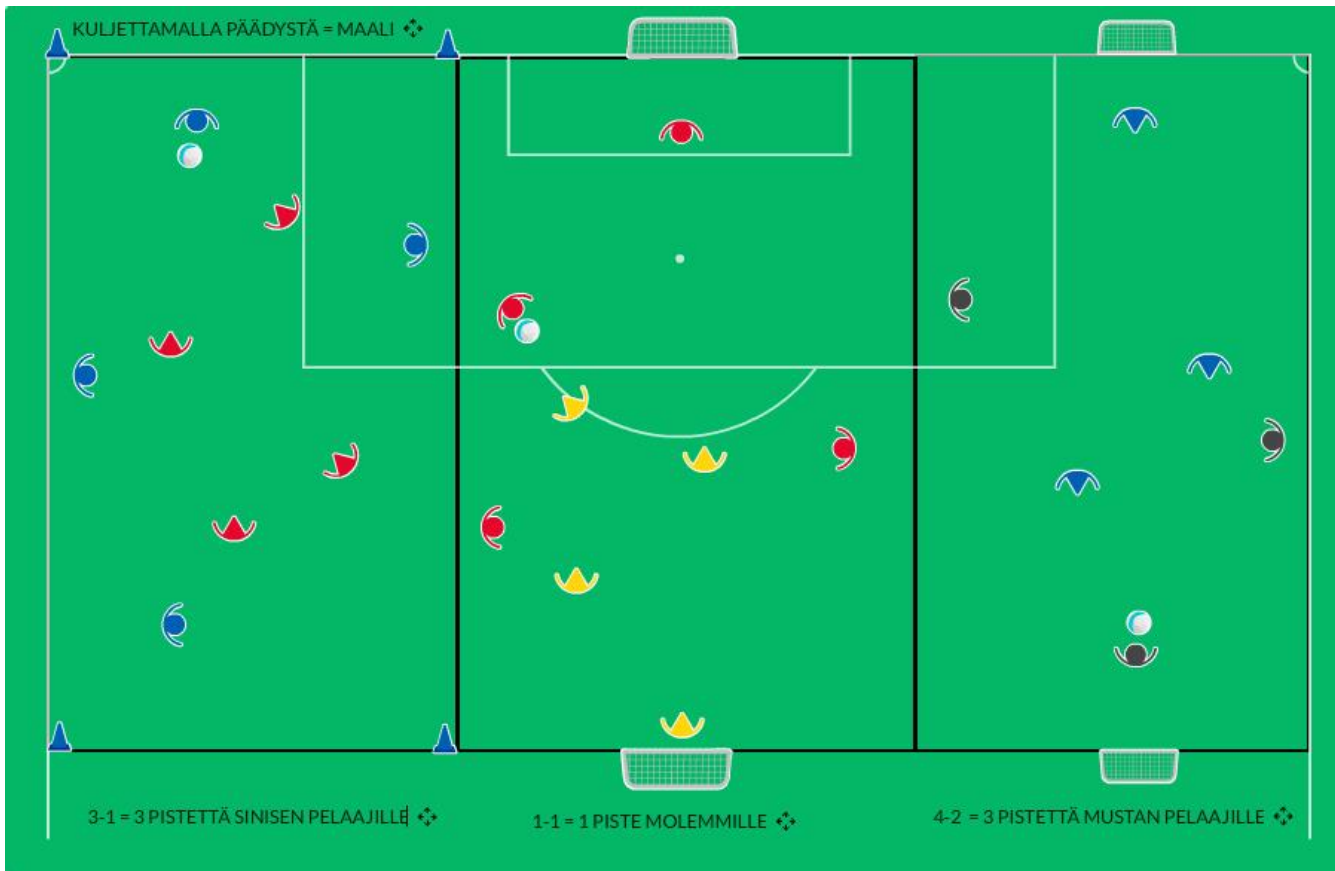 KULJETTAMALLA PÄÄDYSTÄ = MAALI
3-1 = 3 PISTETTÄ SINISEN PELAAJILLE
1-1 = 1 PISTE MOLEMMILLE
4-2 = 3 PISTETTÄ MUSTAN PELAAJILLE